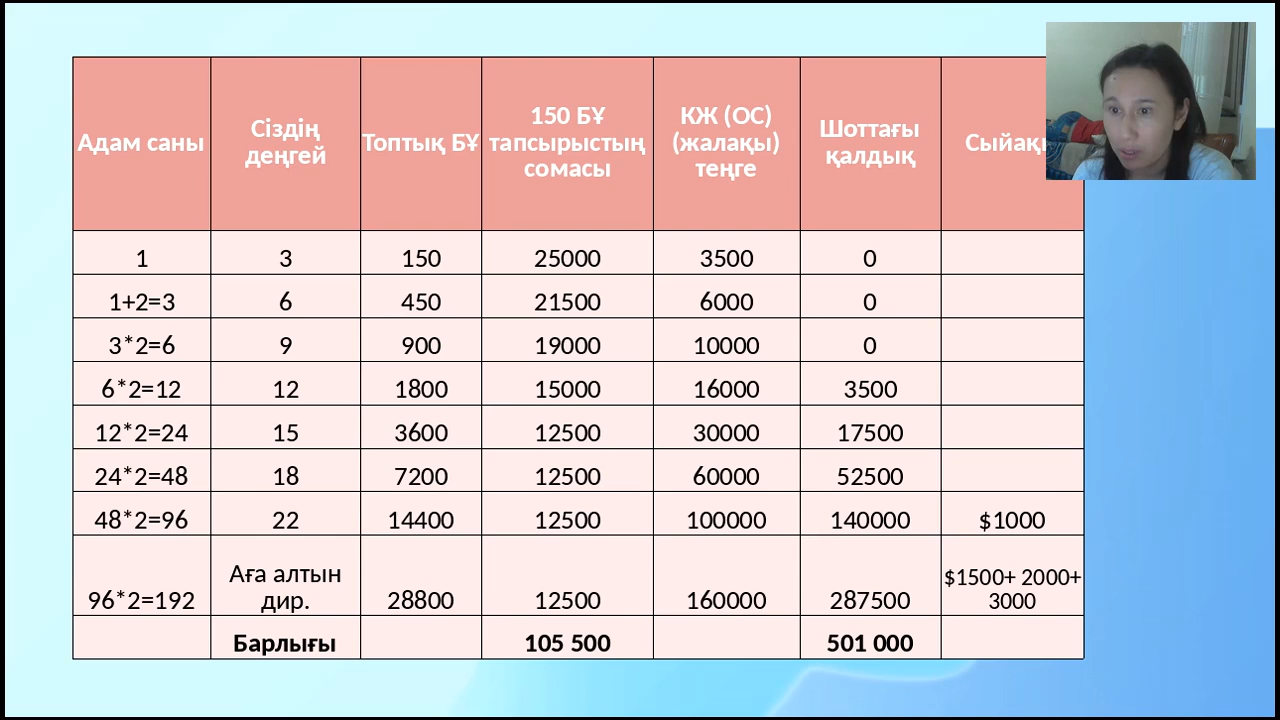 Адам саны
Сіздің
деңгей
Топтық БҰ
150 БҰ
тапсырыстың
сомасы
КЖ (ОС)
(жалақы)
теңге
Шоттағы
қалдық
1 3 150 25000 3500 0
1+2=3 6 450 21500 6000 0
3*2=6 9 900 19000 10000 0
6*2=12 12 1800 15000 16000 3500
12*2=24 15 3600 12500 30000 17500
24*2=48 18 7200 12500 60000 52500
48*2=96 22 14400 12500 100000 140000 $1000
96*2=192
Аға алтын
дир.
28800 12500 160000 287500
$1500+ 2000+
3000
Барлығы 105 500 501 000